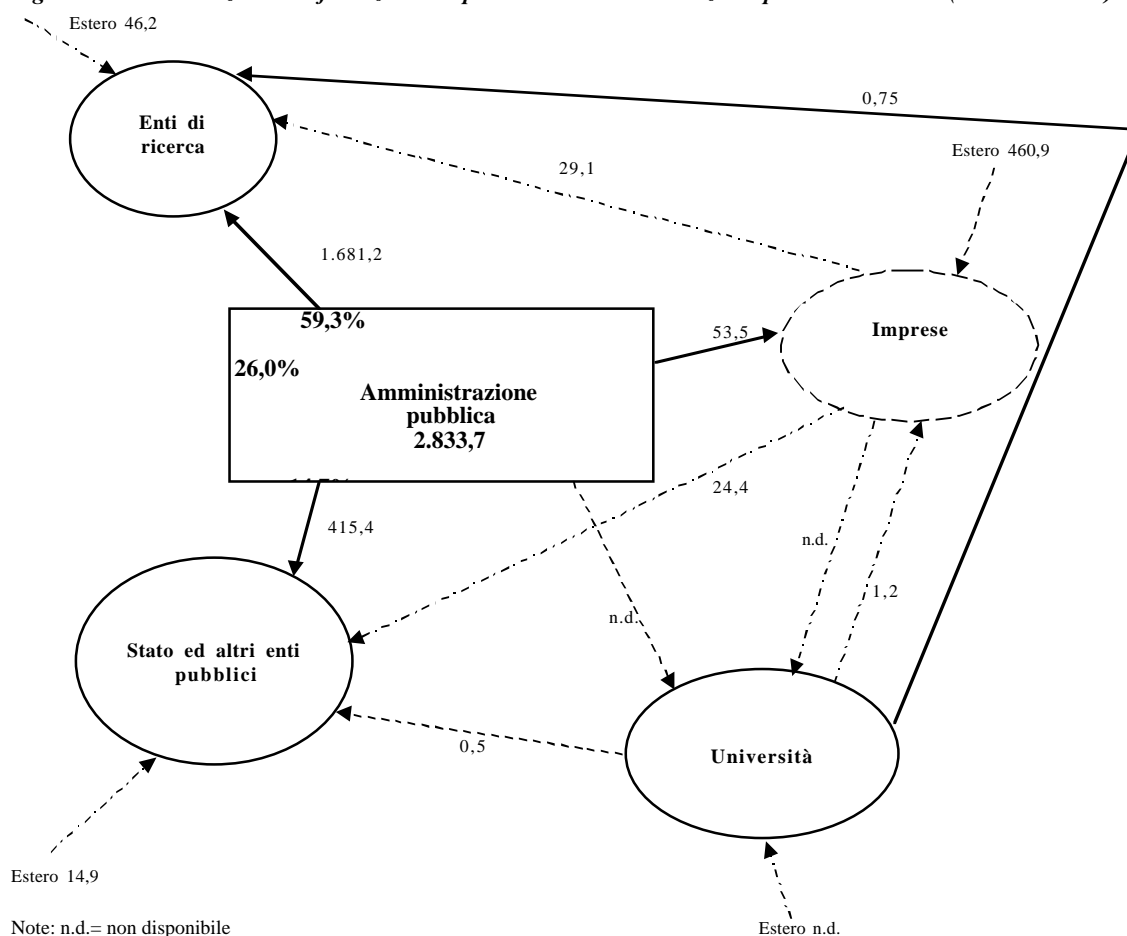 Estero 46,2
0,75
Enti di
ricerca
Estero 460,9
29,1
1.681,2
59,3%
53,5
Imprese
26,0%
Amministrazione
pubblica
2.833,7
24,4
415,4
n.d.
1,2
n.d.
Stato ed altri enti
pubblici
0,5
Università
Estero 14,9
Note: n.d.= non disponibile
Estero n.d.